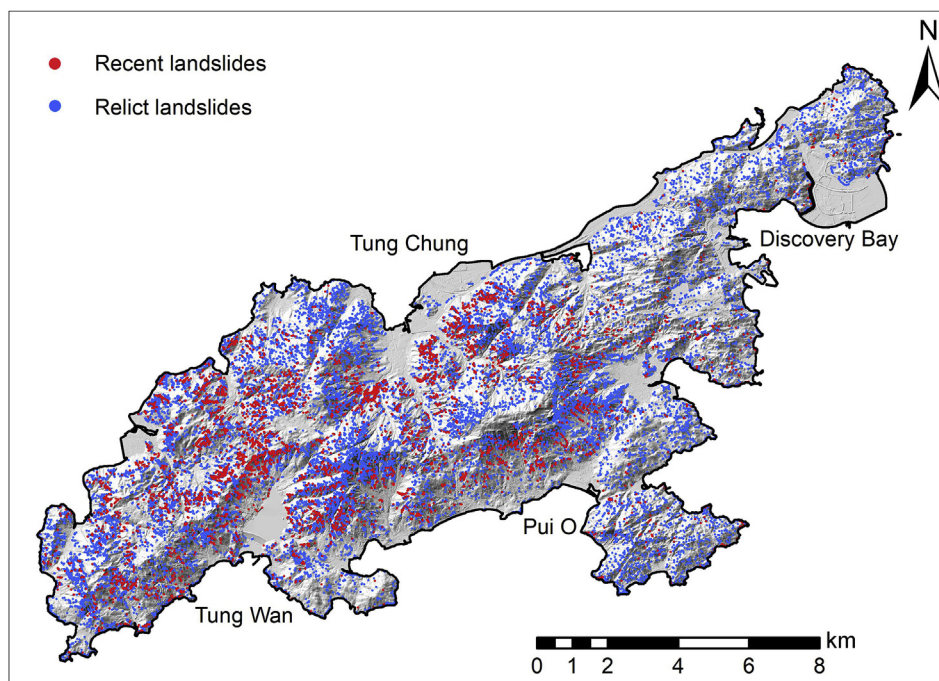 N
Recent landslides
Relict landslides
Tung Chung
Discovery Bay
Pui O
Tung Wan
km
0 1 2 4 6 8